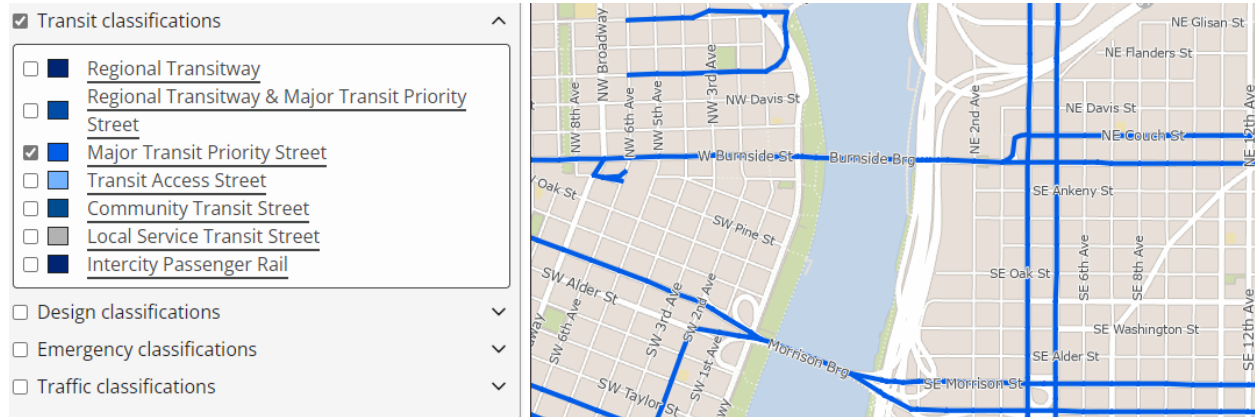 Transit classifications
Regional Transitway
Regional Transitway & Major Transit Priority
Street
Major Transit Priority Street
Transit Access Street
Community Transit Street
Local Service Transit Street
Intercity Passenger Rail
Design classifications
Emergency classifications
Traffic classifications
NW 8th Ave
NW Broadway
NW 6th Ave
NW 5th Ave
NW 3rd Ave
NW Davis St
W Burnside St
Burnside Brg
Oak St
SW Pine St
SW Alder St
SW 6th Ave
SW 3rd Ave
SW 2nd Ave
SW 1st Ave
SW Taylor St
Morrison Brg
NE Glisan St
NE Flanders St
NE 2nd Ave
NE Davis St
NE Couch St
NE 12th Ave
SE Ankeny St
SE Oak St
SE 6th Ave
SE 8th Ave
SE Washington St
SE Alder St
SE Morrison St
SE 12th Ave